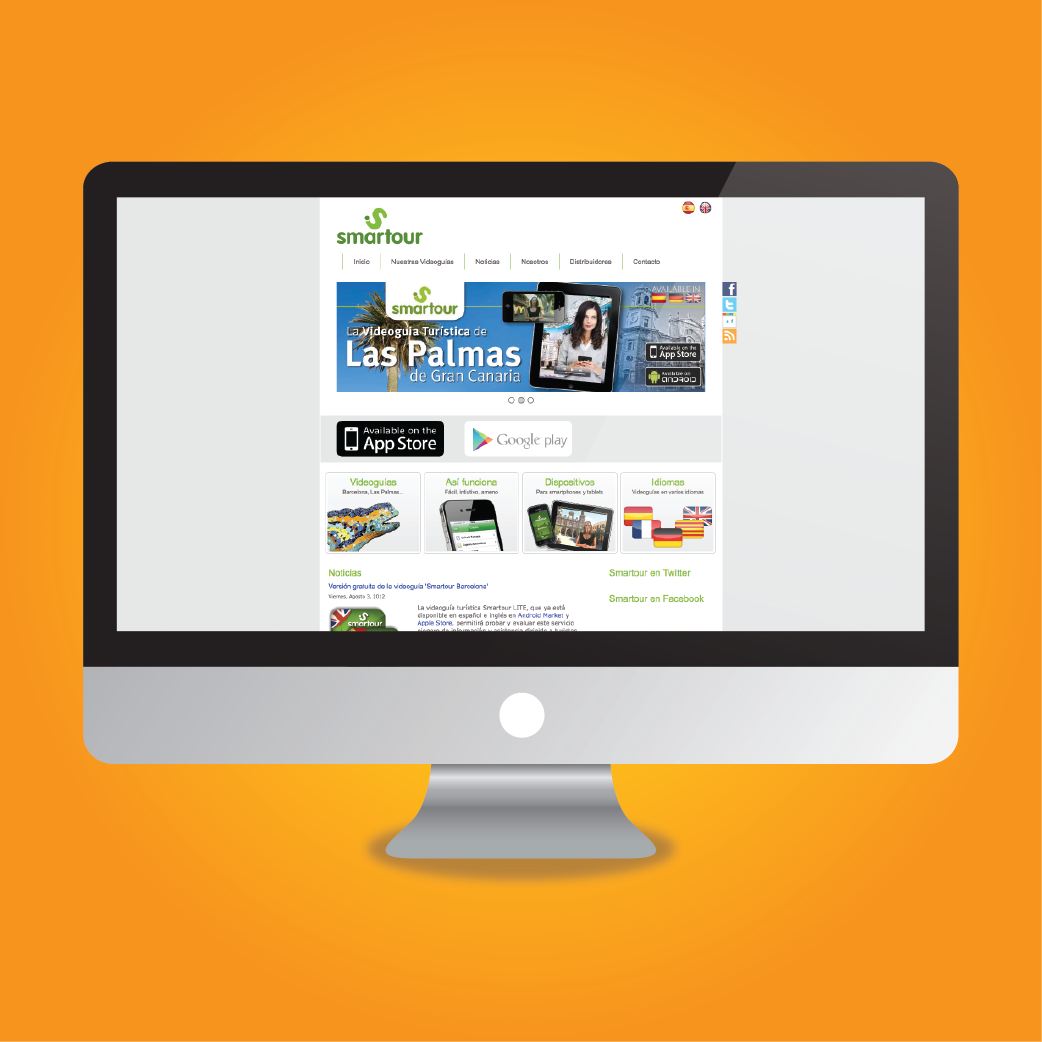 smartour
Inicio
Nuestras Videoguías
Noticias
Nosotros
Distribuidores
Contacto
smartour
AVAILABLE IN
La Videoguía Turística de
Las Palmas
de Gran Canaria
Available on the
App Store
Available on
ANDROID
Available on the
App Store
Google play
Videoguías
Barcelona, Las Palmas...
Así funciona
Fácil, intuitivo, ameno
Dispositivos
Para smartphones y tablets
Idiomas
Videoguías en varios idiomas
Noticias
Versión gratuita de la videoguía 'Smartour Barcelona'
Viernes, Agosto 3, 2012
smartour
La videoguía turística Smartour LITE, que ya está
disponible en español e inglés en Android Market y
Apple Store, permitirá probar y evaluar este servicio
Smartour en Twitter
Smartour en Facebook